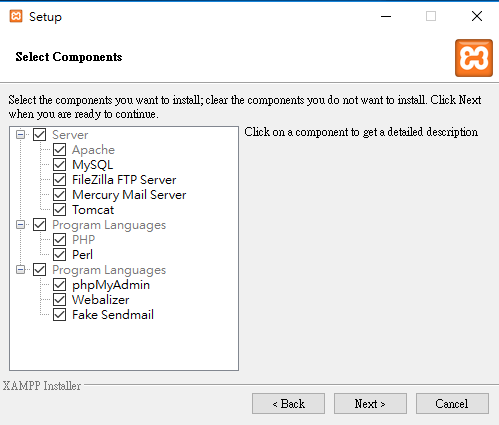 Setup
Select Components
Select the components you want to install; clear the components you do not want to install. Click Next
when you are ready to continue.
Server
Apache
MySQL
FileZilla FTP Server
Mercury Mail Server
Tomcat
Program Languages
PHP
Perl
Program Languages
phpMyAdmin
Webalizer
Fake Sendmail
Click on a component to get a detailed description
XAMPP Installer
< Back
Next >
Cancel